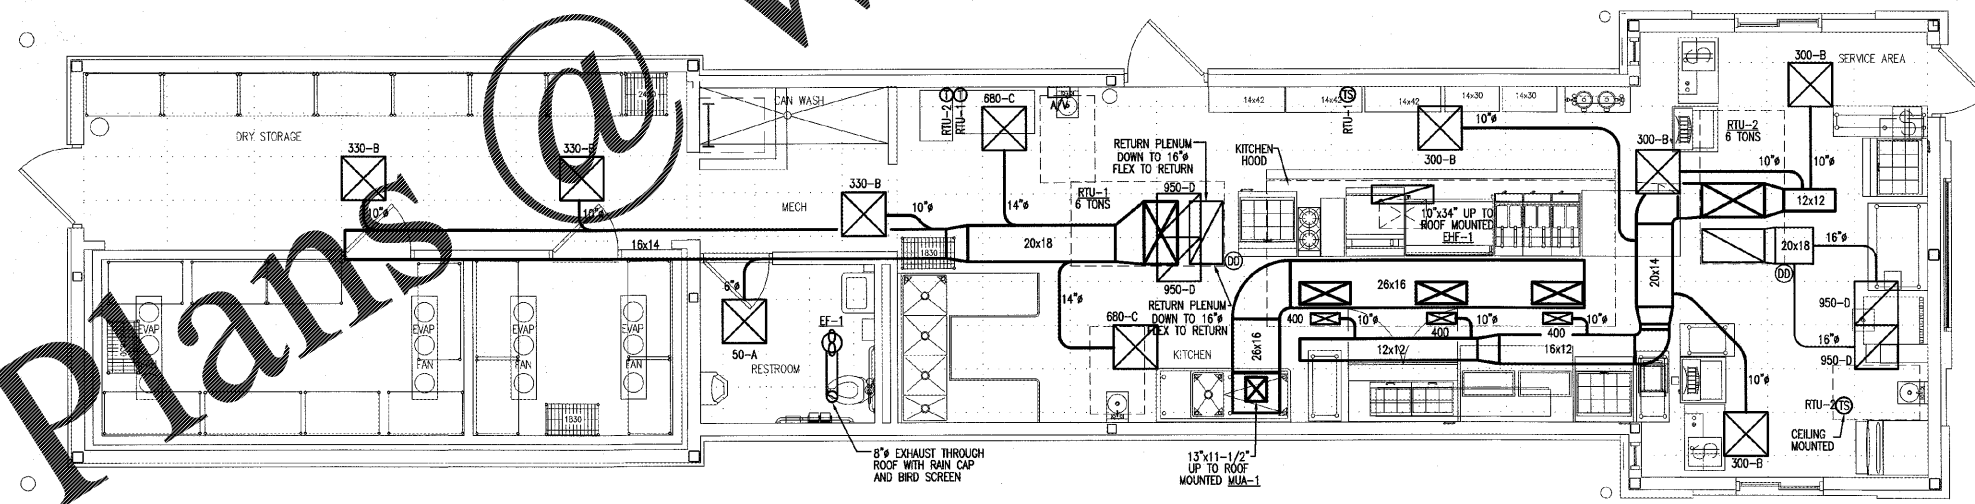 Plans @ W
SERVICE AREA
300-B
CAN WASH
RTU-2
RTU-1
T
T
680-C
A/V
14x42
14x42
TS
RTU-1
14x42
14x30
14x30
10"ø
300-B
DRY STORAGE
RTU-2
6 TONS
RETURN PLENUM
DOWN TO 16"ø
FLEX TO RETURN
KITCHEN
HOOD
330-B
330-B
300-B
10"ø
10"ø
330-B
950-D
RTU-1
6 TONS
MECH
10"ø
10"ø
10"ø
14"ø
12x12
10"x34" UP TO
ROOF MOUNTED
EHF-1
16x14
20x18
1830
20x18
16"ø
DD
DD
6"ø
950-D
20x14
26x16
14"ø
RETURN PLENUM
DOWN TO 16"ø
FLEX TO RETURN
950-D
EVAP
EVAP
EVAP
EF-1
680-C
400
10"ø
400
10"ø
400
10"ø
16"ø
50-A
FAN
FAN
FAN
RESTROOM
KITCHEN
26x16
12x12
16x12
950-D
10"ø
1830
RTU-2
TS
CEILING
MOUNTED
300-B
8"ø EXHAUST THROUGH
ROOF WITH RAIN CAP
AND BIRD SCREEN
13"x11-1/2"
UP TO ROOF
MOUNTED MUA-1